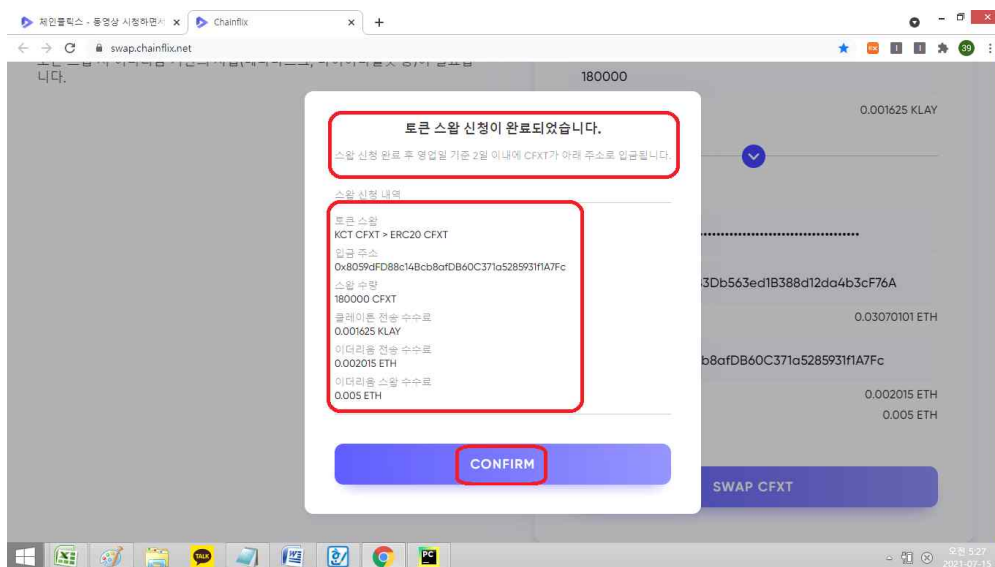 체인플릭스 - 동영상 시청하면서
Chainflix
swap.chainflix.net
39
니다.
180000
0.001625 KLAY
토큰 스왑 신청이 완료되었습니다.
스왑 신청 완료 후 영업일 기준 2일 이내에 CFXT가 아래 주소로 입금됩니다.
스왑 신청 내역
토큰 스왑
KCT CFXT > ERC20 CFXT
입금 주소
0x8059dFD88c14Bcb8afDB60C371a5285931f1A7Fc
스왑 수량
180000 CFXT
클레이튼 전송 수수료
0.001625 KLAY
이더리움 전송 수수료
0.002015 ETH
이더리움 스왑 수수료
0.005 ETH
3Db563ed1B388d12da4b3cF76A
0.03070101 ETH
b8afDB60C371a5285931f1A7Fc
0.002015 ETH
0.005 ETH
CONFIRM
SWAP CFXT
TALK
PC
오전 5:27
2021-07-15